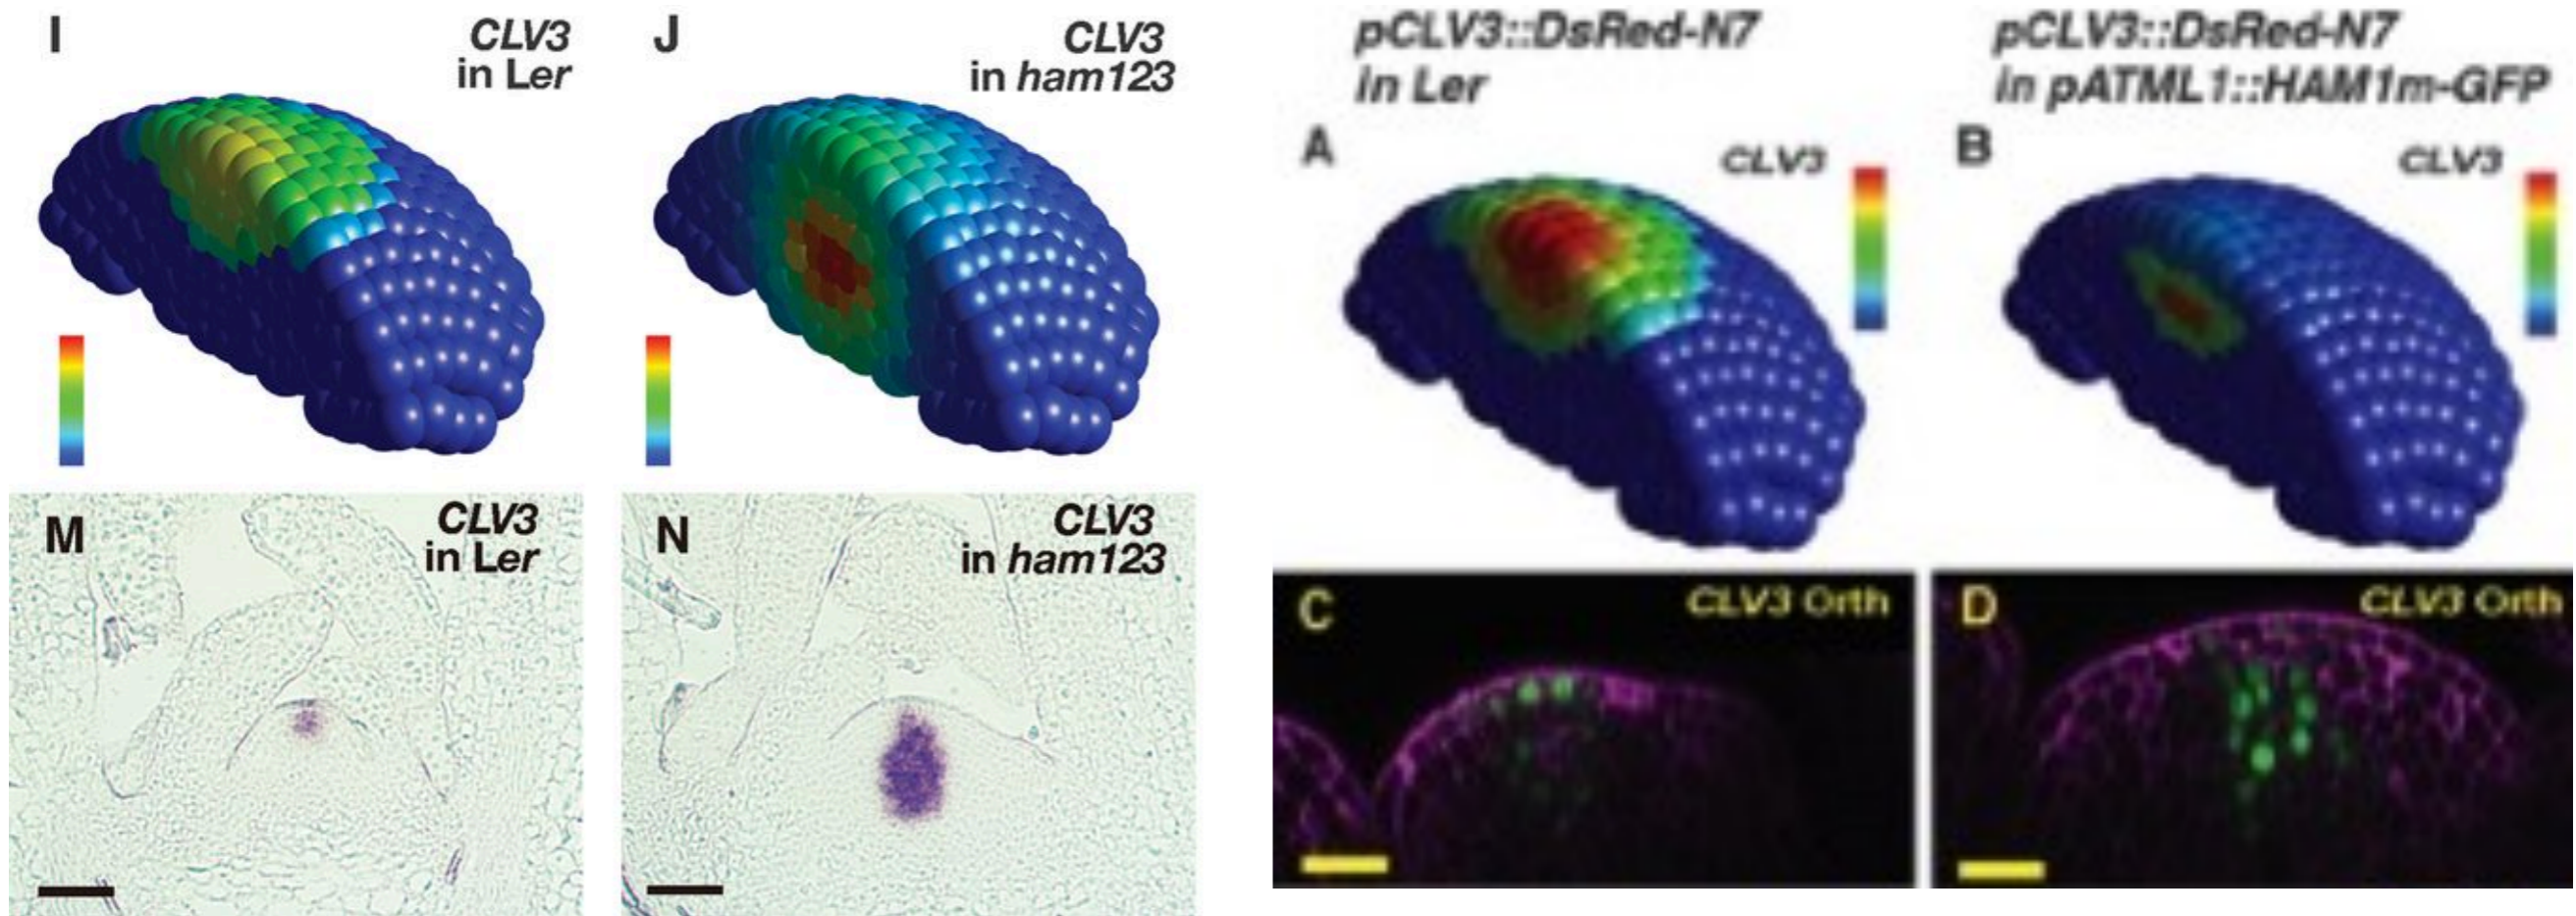 I
CLV3
in Ler
J
CLV3
in ham123
pCLV3::DsRed-N7
in Ler
pCLV3::DsRed-N7
in pATML1::HAM1m-GFP
A
CLV3
B
CLV3
M
CLV3
in Ler
N
CLV3
in ham123
C
CLV3 Orth
D
CLV3 Orth